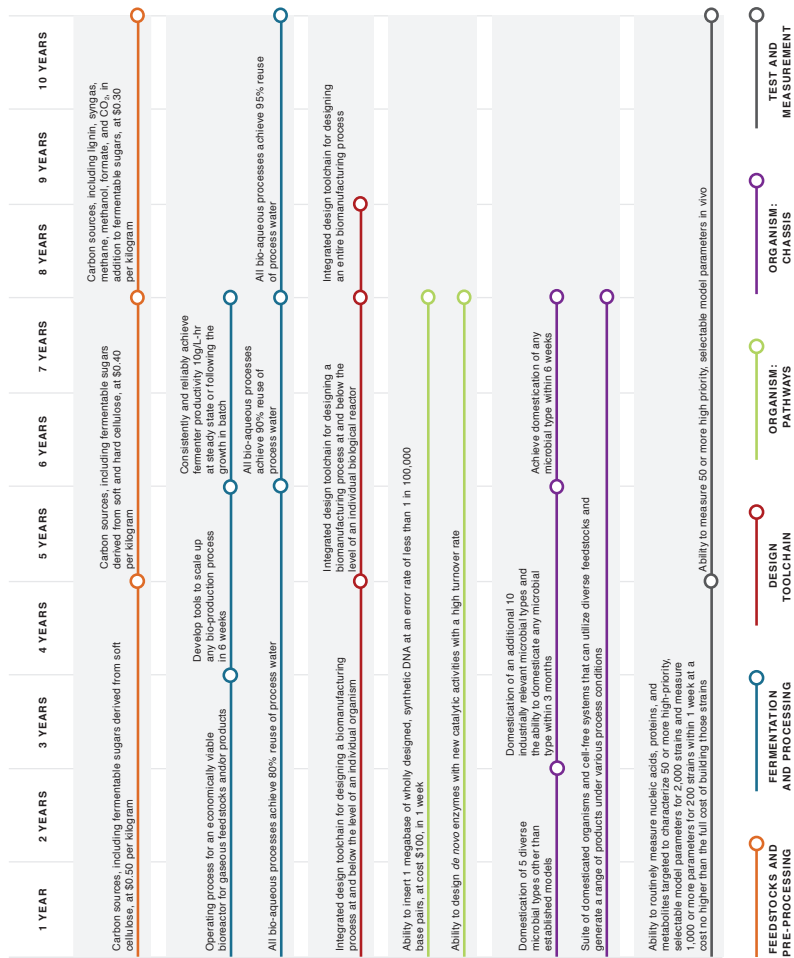 1 YEAR
2 YEARS
3 YEARS
4 YEARS
5 YEARS
6 YEARS
7 YEARS
8 YEARS
9 YEARS
10 YEARS
Carbon sources, including fermentable sugars derived from soft
cellulose, at $0.50 per kilogram
Carbon sources, including fermentable sugars
derived from soft and hard cellulose, at $0.40
per kilogram
Carbon sources, including lignin, syngas,
methane, methanol, formate, and CO₂, in
addition to fermentable sugars, at $0.30
per kilogram
Operating process for an economically viable
bioreactor for gaseous feedstocks and/or products
Develop tools to scale up
any bio-production process
in 6 weeks
Consistently and reliably achieve
fermenter productivity 10g/L-hr
at steady state or following the
growth in batch
All bio-aqueous processes achieve 80% reuse of process water
All bio-aqueous processes
achieve 90% reuse of
process water
All bio-aqueous processes achieve 95% reuse
of process water
Integrated design toolchain for designing a biomanufacturing
process at and below the level of an individual organism
Integrated design toolchain for designing a
biomanufacturing process at and below the
level of an individual biological reactor
Integrated design toolchain for designing
an entire biomanufacturing process
Ability to insert 1 megabase of wholly designed, synthetic DNA at an error rate of less than 1 in 100,000
base pairs, at cost $100, in 1 week
Ability to design de novo enzymes with new catalytic activities with a high turnover rate
Domestication of 5 diverse
microbial types other than
established models
Domestication of an additional 10
industrially relevant microbial types and
the ability to domesticate any microbial
type within 3 months
Achieve domestication of any
microbial type within 6 weeks
Suite of domesticated organisms and cell-free systems that can utilize diverse feedstocks and
generate a range of products under various process conditions
Ability to routinely measure nucleic acids, proteins, and
metabolites targeted to characterize 50 or more high-priority,
selectable model parameters for 2,000 strains and measure
1,000 or more parameters for 200 strains within 1 week at a
cost no higher than the full cost of building those strains
Ability to measure 50 or more high priority, selectable model parameters in vivo
FEEDSTOCKS AND
PRE-PROCESSING
FERMENTATION
AND PROCESSING
DESIGN
TOOLCHAIN
ORGANISM:
PATHWAYS
ORGANISM:
CHASSIS
TEST AND
MEASUREMENT